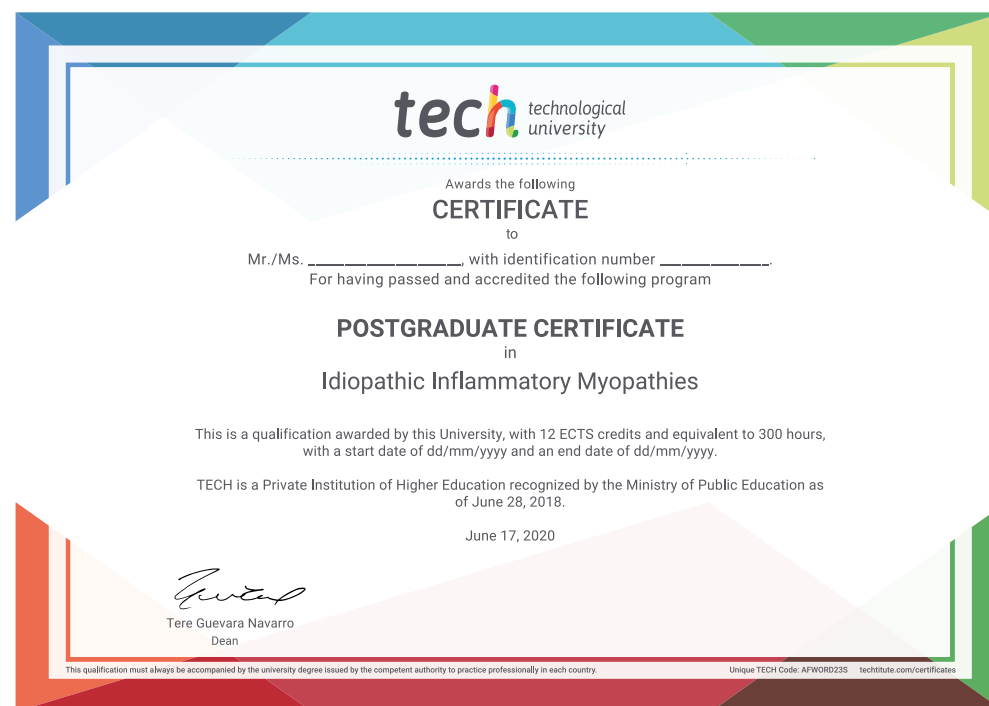 tech technological
university
Awards the following
CERTIFICATE
to
Mr./Ms. ____________________, with identification number ______________.
For having passed and accredited the following program
POSTGRADUATE CERTIFICATE
in
Idiopathic Inflammatory Myopathies
This is a qualification awarded by this University, with 12 ECTS credits and equivalent to 300 hours,
with a start date of dd/mm/yyyy and an end date of dd/mm/yyyy.
TECH is a Private Institution of Higher Education recognized by the Ministry of Public Education as
of June 28, 2018.
June 17, 2020
Tere Guevara Navarro
Dean
This qualification must always be accompanied by the university degree issued by the competent authority to practice professionally in each country.
Unique TECH Code: AFWORD23S techtitute.com/certificates